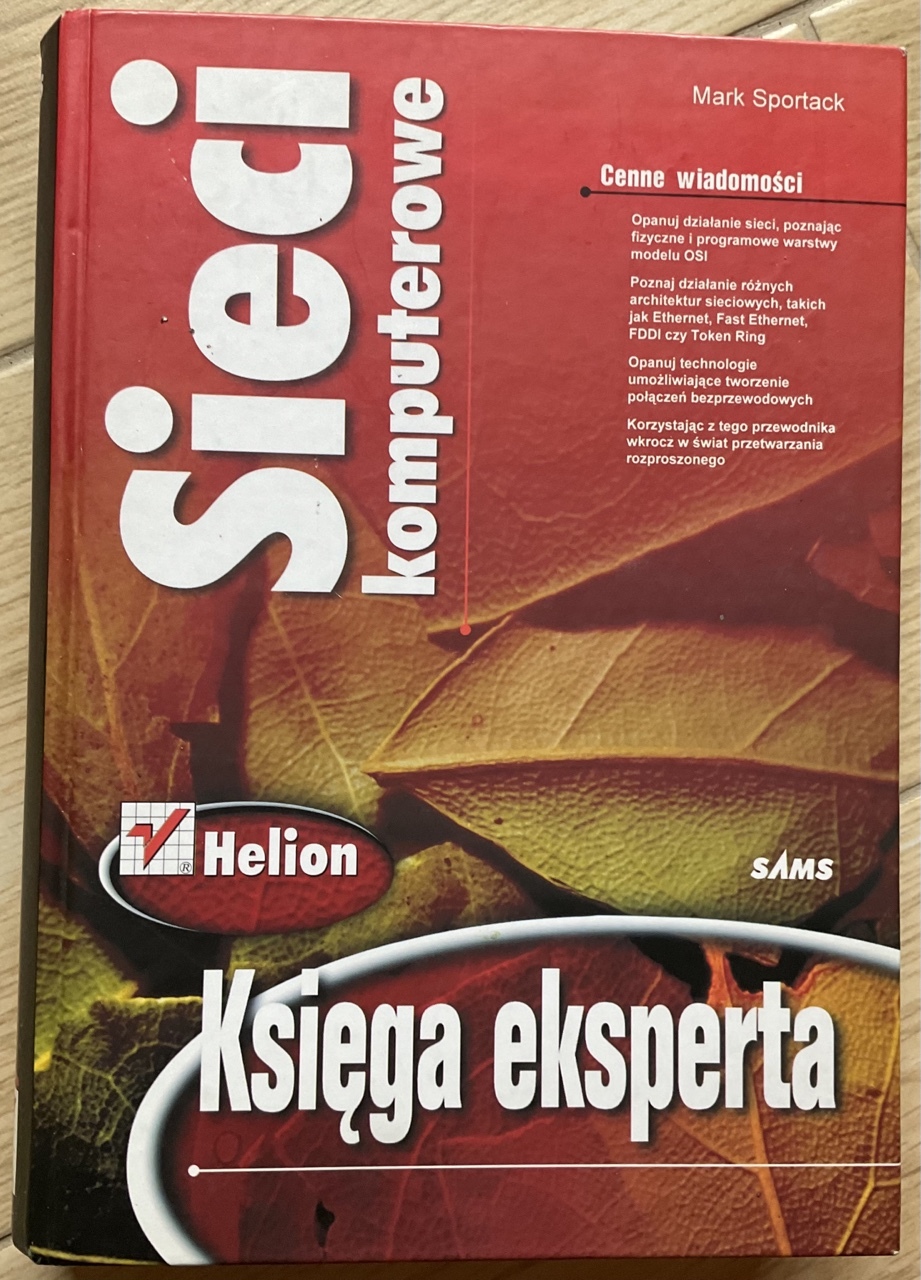 Mark Sportack
Sieci
komputerowe
Cenne wiadomości
Opanuj działanie sieci, poznając
fizyczne i programowe warstwy
modelu OSI
Poznaj działanie różnych
architektur sieciowych, takich
jak Ethernet, Fast Ethernet,
FDDI czy Token Ring
Opanuj technologie
umożliwiające tworzenie
połączeń bezprzewodowych
Korzystając z tego przewodnika
wkrocz w świat przetwarzania
rozproszonego
® Helion
SAMS
Księga eksperta